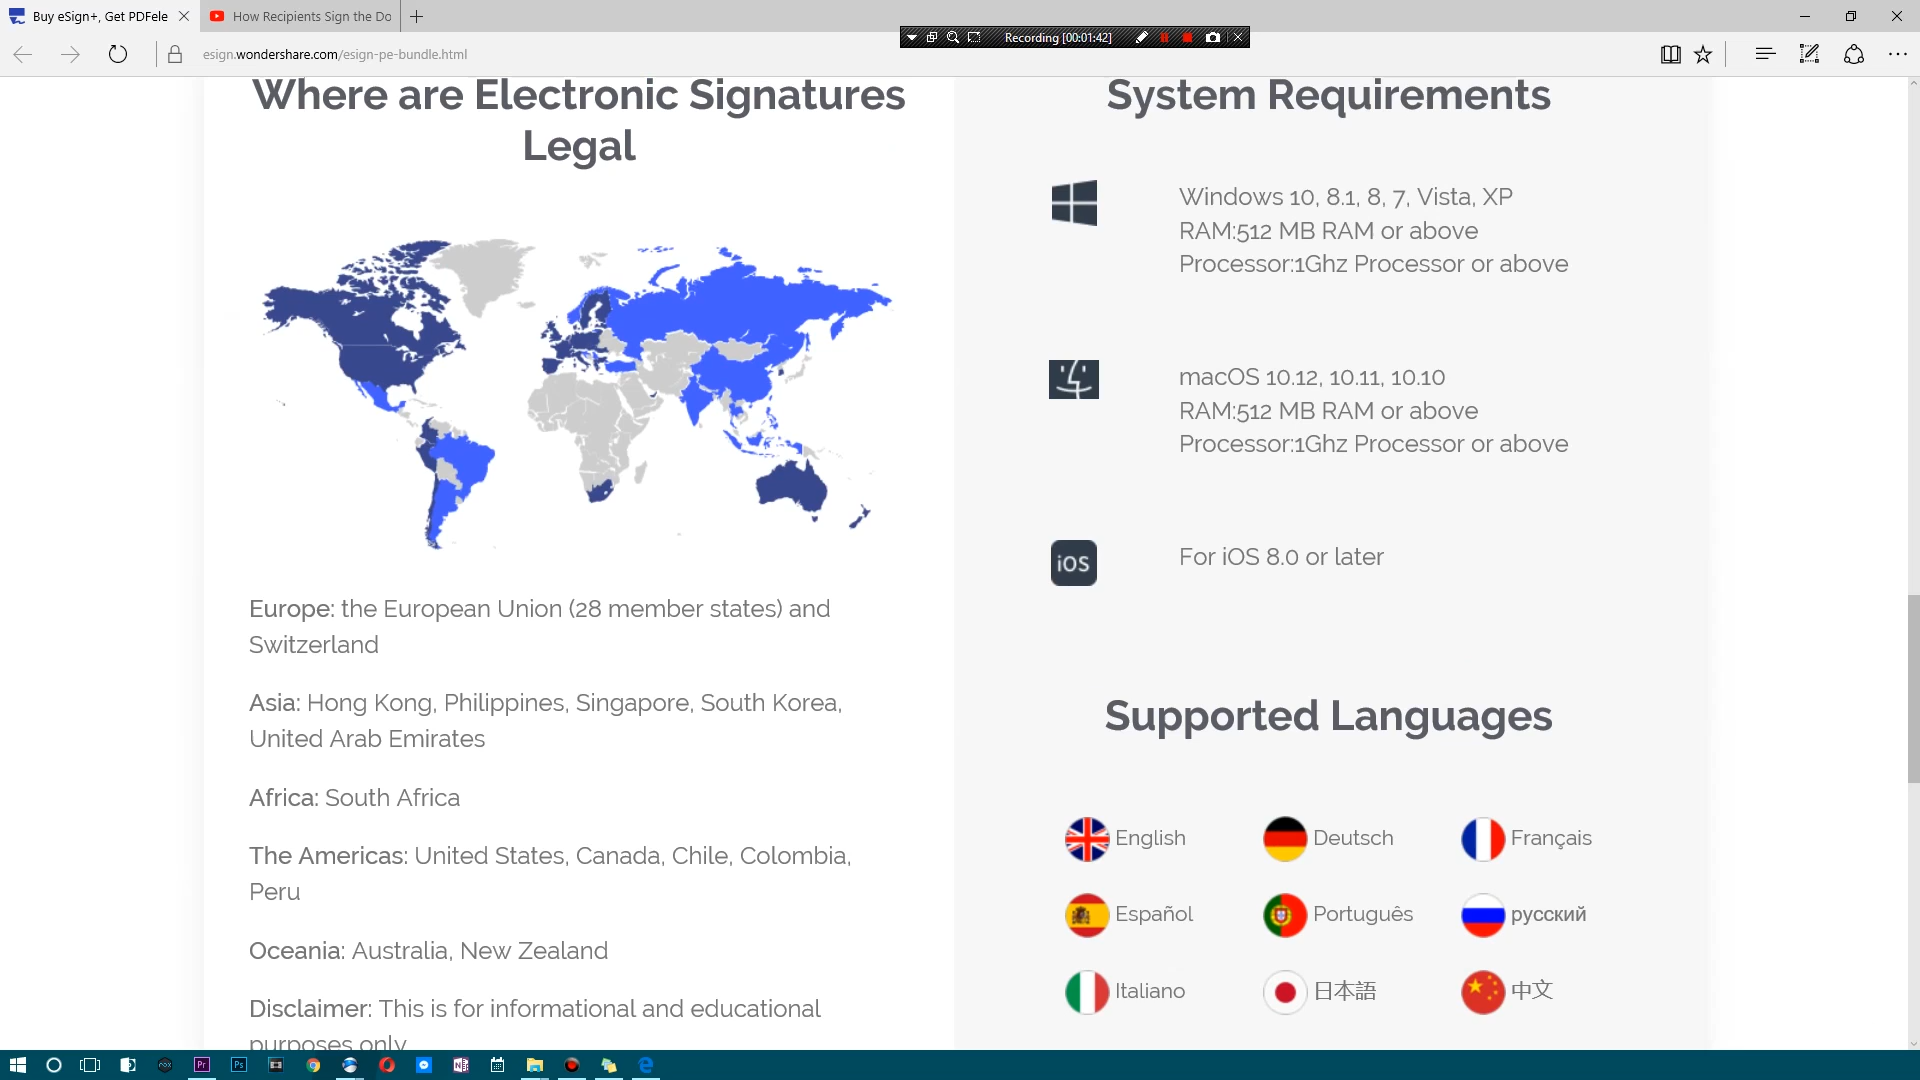 Buy eSign+, Get PDFele
How Recipients Sign the Do
Recording [00:01:42]
esign.wondershare.com/esign-pe-bundle.html
Where are Electronic Signatures
Legal
Europe: the European Union (28 member states) and
Switzerland
Asia: Hong Kong, Philippines, Singapore, South Korea,
United Arab Emirates
Africa: South Africa
The Americas: United States, Canada, Chile, Colombia,
Peru
Oceania: Australia, New Zealand
Disclaimer: This is for informational and educational
purposes only
System Requirements
Windows 10, 8.1, 8, 7, Vista, XP
RAM:512 MB RAM or above
Processor:1Ghz Processor or above
macOS 10.12, 10.11, 10.10
RAM:512 MB RAM or above
Processor:1Ghz Processor or above
iOS
For iOS 8.0 or later
Supported Languages
English Deutsch Français
Español Português русский
Italiano 日本語 中文
Pr Ps